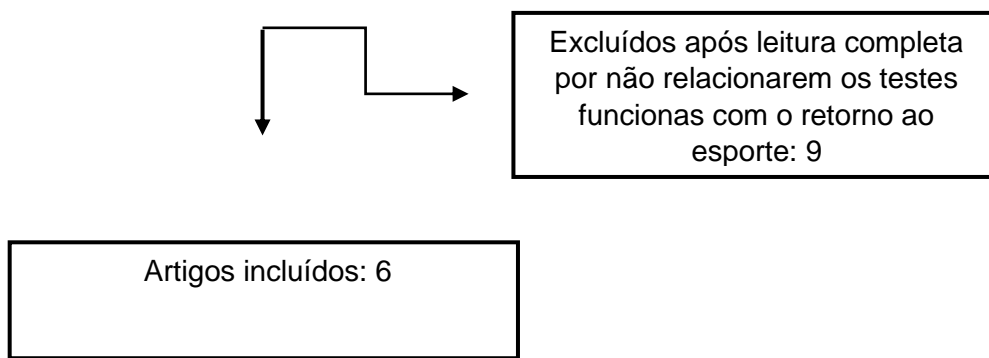 Excluídos após leitura completa
por não relacionarem os testes
funcionas com o retorno ao
esporte: 9
Artigos incluídos: 6